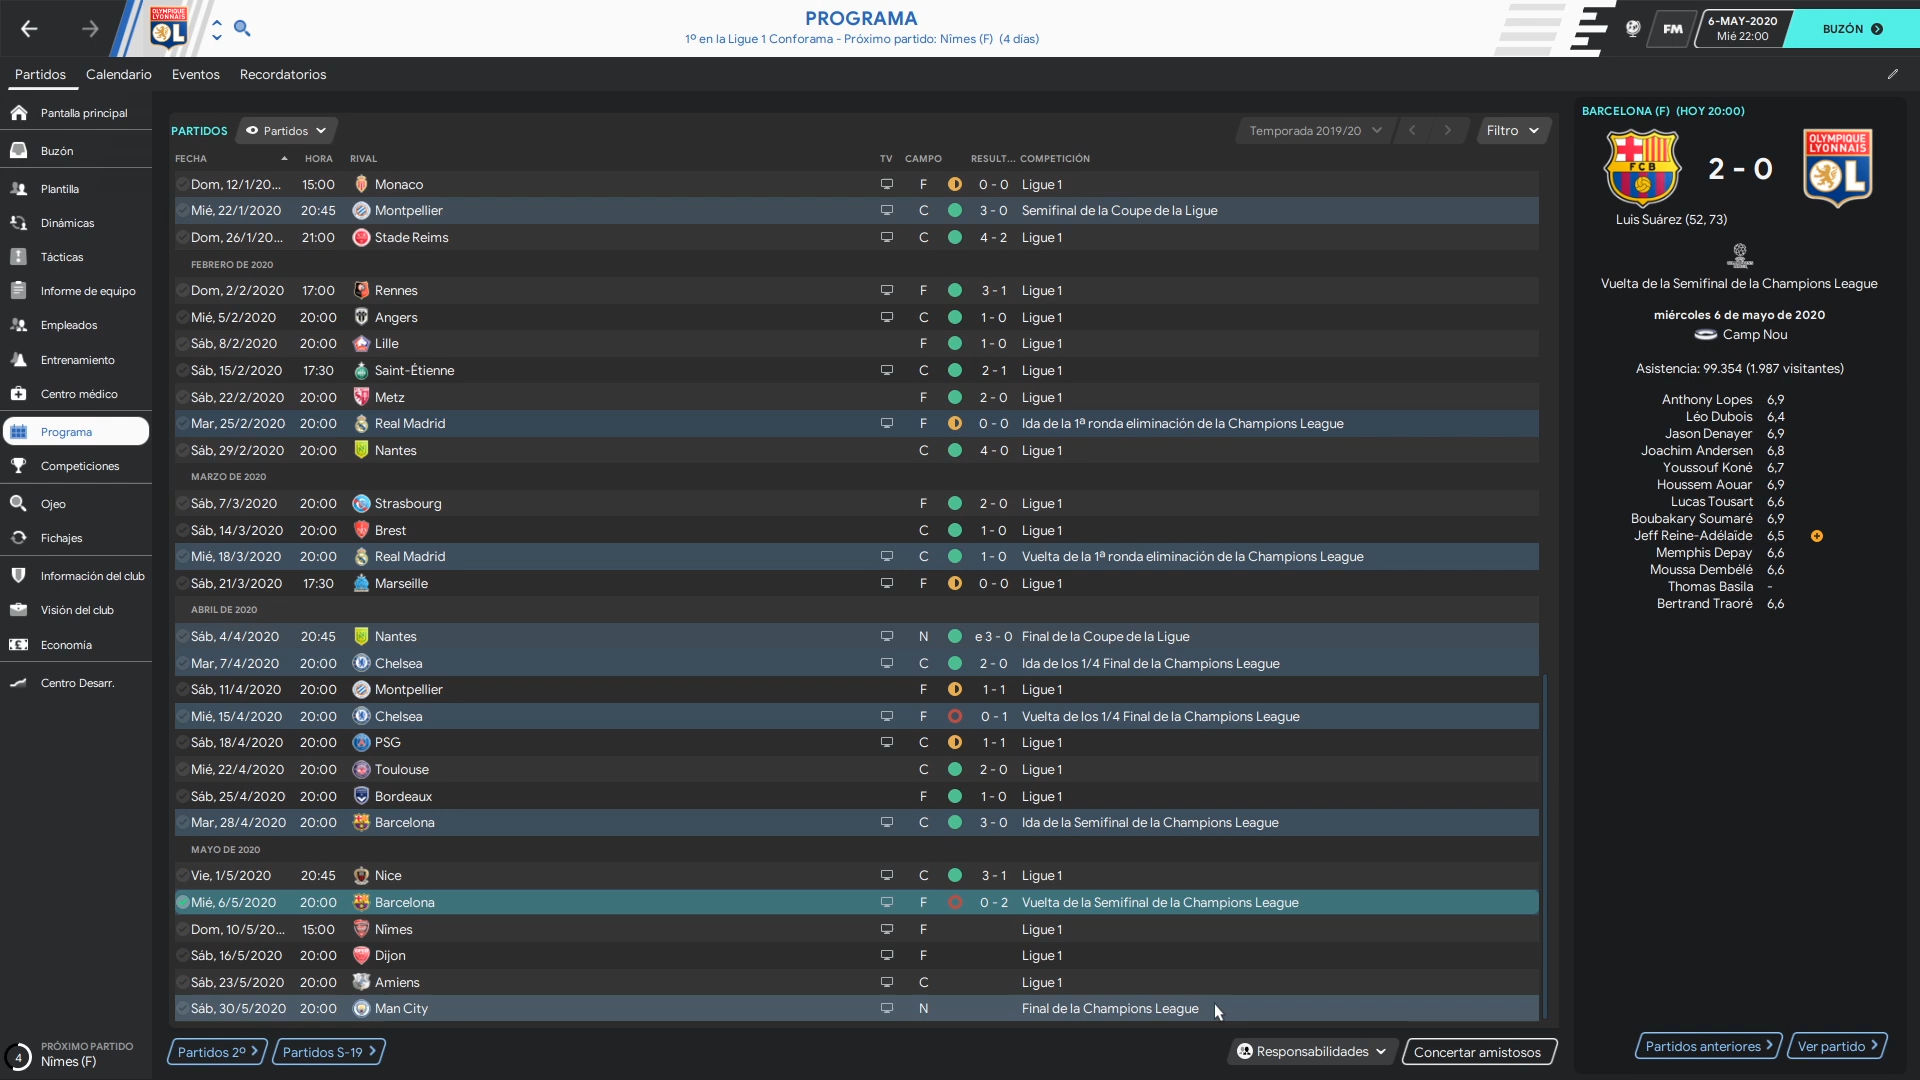 PROGRAMA
1º en la Ligue 1 Conforama - Próximo partido: Nîmes (F) (4 días)
FM
6-MAY-2020
Mié 22:00
BUZÓN
Partidos Calendario Eventos Recordatorios
Pantalla principal
Buzón
Plantilla
Dinámicas
Tácticas
Informe de equipo
Empleados
Entrenamiento
Centro médico
Programa
Competiciones
Ojeo
Fichajes
Información del club
Visión del club
Economía
Centro Desarr.
4
PRÓXIMO PARTIDO
Nîmes (F)
PARTIDOS Partidos Temporada 2019/20 Filtro
FECHA HORA RIVAL TV CAMPO RESULT... COMPETICIÓN
Dom, 12/1/20... 15:00 Monaco F 0 - 0 Ligue 1
Mié, 22/1/2020 20:45 Montpellier C 3 - 0 Semifinal de la Coupe de la Ligue
Dom, 26/1/20... 21:00 Stade Reims C 4 - 2 Ligue 1
FEBRERO DE 2020
Dom, 2/2/2020 17:00 Rennes F 3 - 1 Ligue 1
Mié, 5/2/2020 20:00 Angers C 1 - 0 Ligue 1
Sáb, 8/2/2020 20:00 Lille F 1 - 0 Ligue 1
Sáb, 15/2/2020 17:30 Saint-Étienne C 2 - 1 Ligue 1
Sáb, 22/2/2020 20:00 Metz F 2 - 0 Ligue 1
Mar, 25/2/2020 20:00 Real Madrid F 0 - 0 Ida de la 1ª ronda eliminación de la Champions League
Sáb, 29/2/2020 20:00 Nantes C 4 - 0 Ligue 1
MARZO DE 2020
Sáb, 7/3/2020 20:00 Strasbourg F 2 - 0 Ligue 1
Sáb, 14/3/2020 20:00 Brest C 1 - 0 Ligue 1
Mié, 18/3/2020 20:00 Real Madrid C 1 - 0 Vuelta de la 1ª ronda eliminación de la Champions League
Sáb, 21/3/2020 17:30 Marseille F 0 - 0 Ligue 1
ABRIL DE 2020
Sáb, 4/4/2020 20:45 Nantes N e 3 - 0 Final de la Coupe de la Ligue
Mar, 7/4/2020 20:00 Chelsea C 2 - 0 Ida de los 1/4 Final de la Champions League
Sáb, 11/4/2020 20:00 Montpellier F 1 - 1 Ligue 1
Mié, 15/4/2020 20:00 Chelsea F 0 - 1 Vuelta de los 1/4 Final de la Champions League
Sáb, 18/4/2020 20:00 PSG C 1 - 1 Ligue 1
Mié, 22/4/2020 20:00 Toulouse C 2 - 0 Ligue 1
Sáb, 25/4/2020 20:00 Bordeaux F 1 - 0 Ligue 1
Mar, 28/4/2020 20:00 Barcelona C 3 - 0 Ida de la Semifinal de la Champions League
MAYO DE 2020
Vie, 1/5/2020 20:45 Nice C 3 - 1 Ligue 1
Mié, 6/5/2020 20:00 Barcelona F 0 - 2 Vuelta de la Semifinal de la Champions League
Dom, 10/5/20... 15:00 Nîmes F Ligue 1
Sáb, 16/5/2020 20:00 Dijon F Ligue 1
Sáb, 23/5/2020 20:00 Amiens C Ligue 1
Sáb, 30/5/2020 20:00 Man City N Final de la Champions League
Partidos 2º Partidos S-19 Responsabilidades Concertar amistosos
BARCELONA (F) (HOY 20:00)
FCB
2 - 0
OLYMPIQUE LYONNAIS
OL
Luis Suárez (52, 73)
Vuelta de la Semifinal de la Champions League
miércoles 6 de mayo de 2020
Camp Nou
Asistencia: 99.354 (1.987 visitantes)
Anthony Lopes 6,9
Léo Dubois 6,4
Jason Denayer 6,9
Joachim Andersen 6,8
Youssouf Koné 6,7
Houssem Aouar 6,9
Lucas Tousart 6,6
Boubakary Soumaré 6,9
Jeff Reine-Adélaïde 6,5
Memphis Depay 6,6
Moussa Dembélé 6,6
Thomas Basila -
Bertrand Traoré 6,6
Partidos anteriores Ver partido